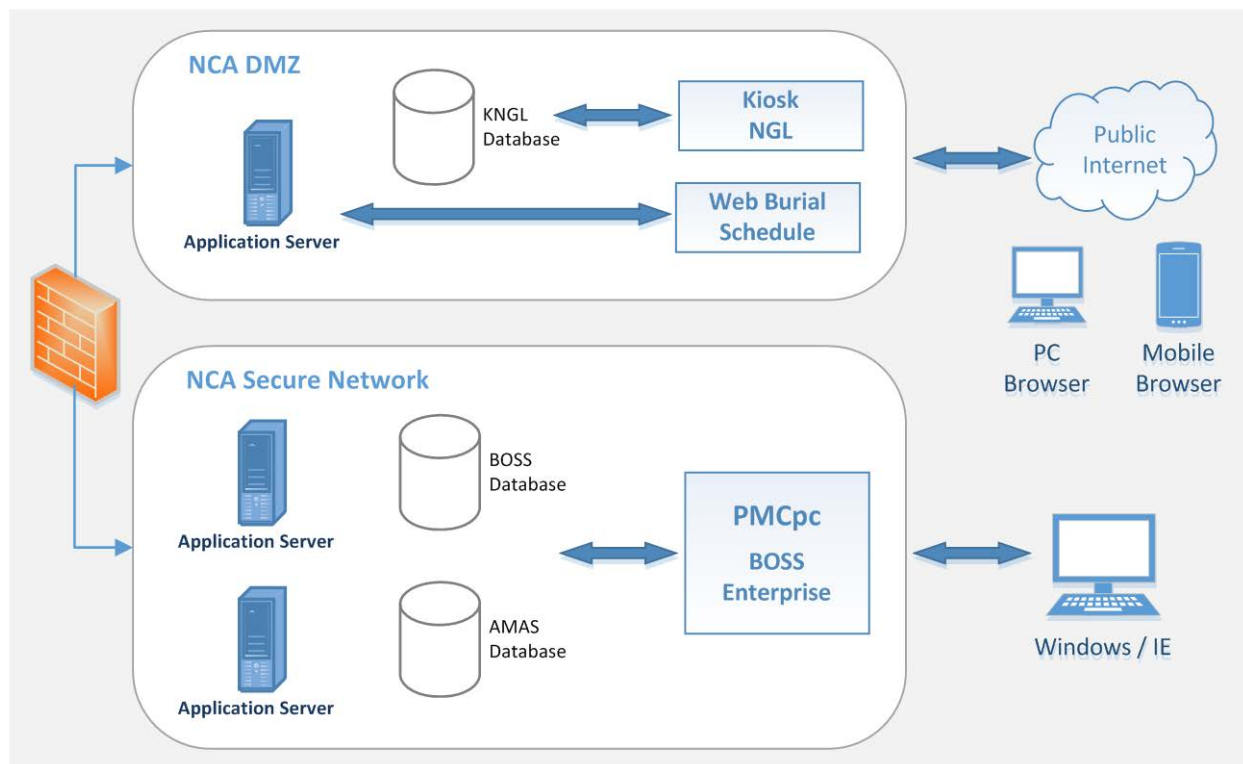 NCA DMZ
KNGL
Database
Kiosk
NGL
Public
Internet
Application Server
Web Burial
Schedule
PC
Browser
Mobile
Browser
NCA Secure Network
BOSS
Database
Application Server
PMCpc
BOSS
Enterprise
AMAS
Database
Application Server
Windows / IE